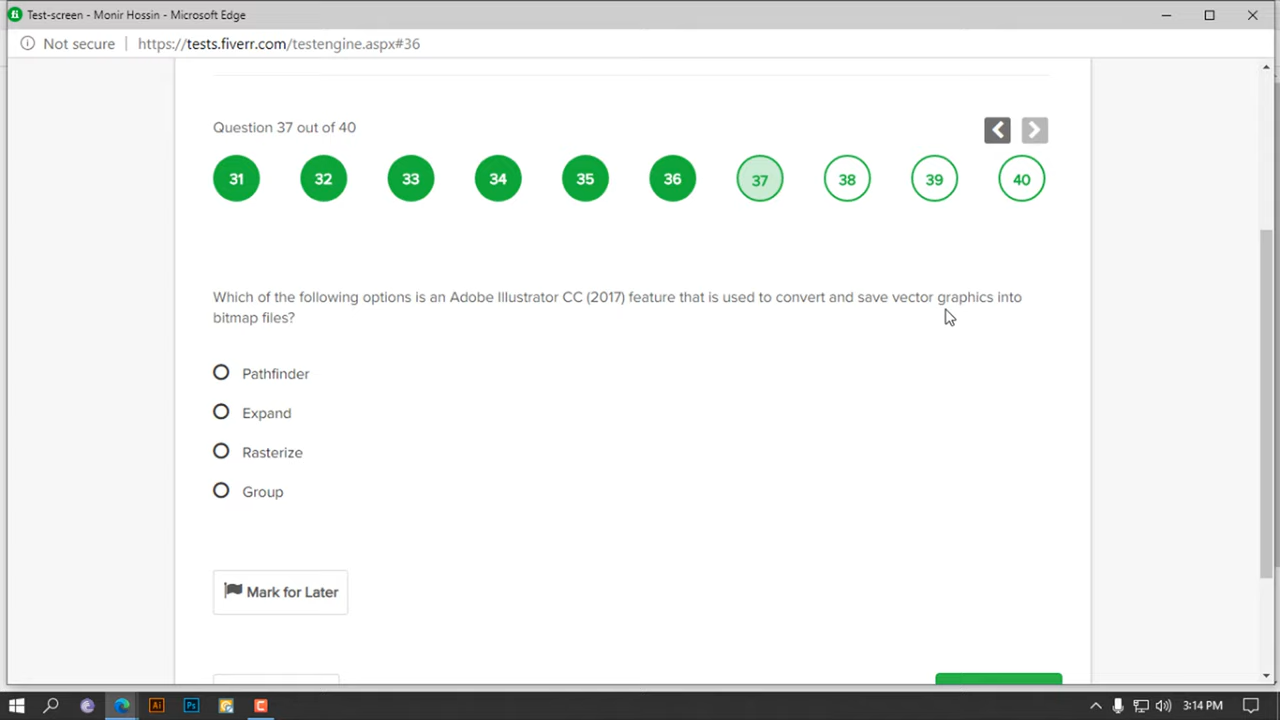 Test-screen - Monir Hossin - Microsoft Edge
Not secure | https://tests.fiverr.com/testengine.aspx#36
Question 37 out of 40
31 32 33 34 35 36 37 38 39 40
Which of the following options is an Adobe Illustrator CC (2017) feature that is used to convert and save vector graphics into
bitmap files?
Pathfinder
Expand
Rasterize
Group
Mark for Later
Ai Ps C 3:14 PM